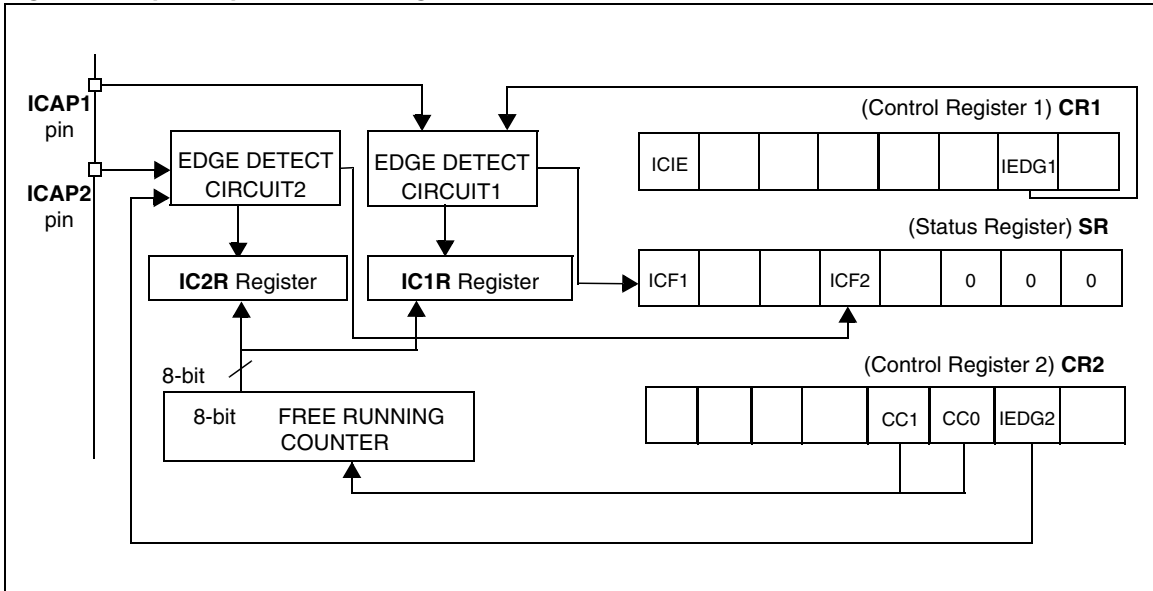 ICAP1
pin
ICAP2
pin
EDGE DETECT
CIRCUIT2
EDGE DETECT
CIRCUIT1
IC2R Register
IC1R Register
8-bit
8-bit FREE RUNNING
COUNTER
(Control Register 1) CR1
ICIE IEDG1
(Status Register) SR
ICF1 ICF2 0 0 0
(Control Register 2) CR2
CC1 CC0 IEDG2